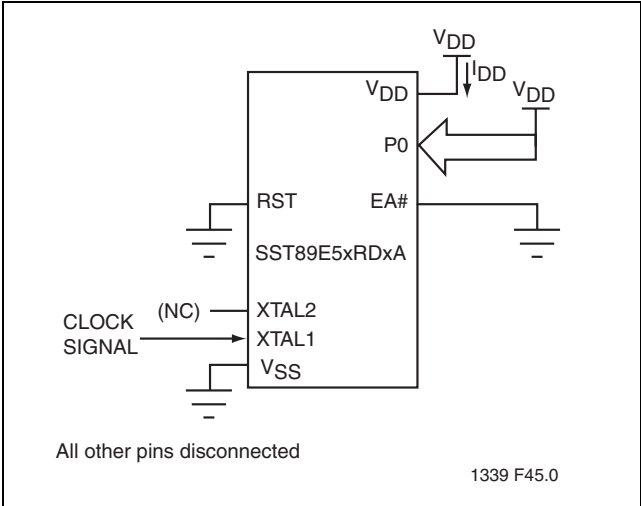 VDD
IDD
VDD
VDD
P0
RST
EA#
SST89E5xRDxA
(NC)
XTAL2
CLOCK
SIGNAL
XTAL1
VSS
All other pins disconnected
1339 F45.0